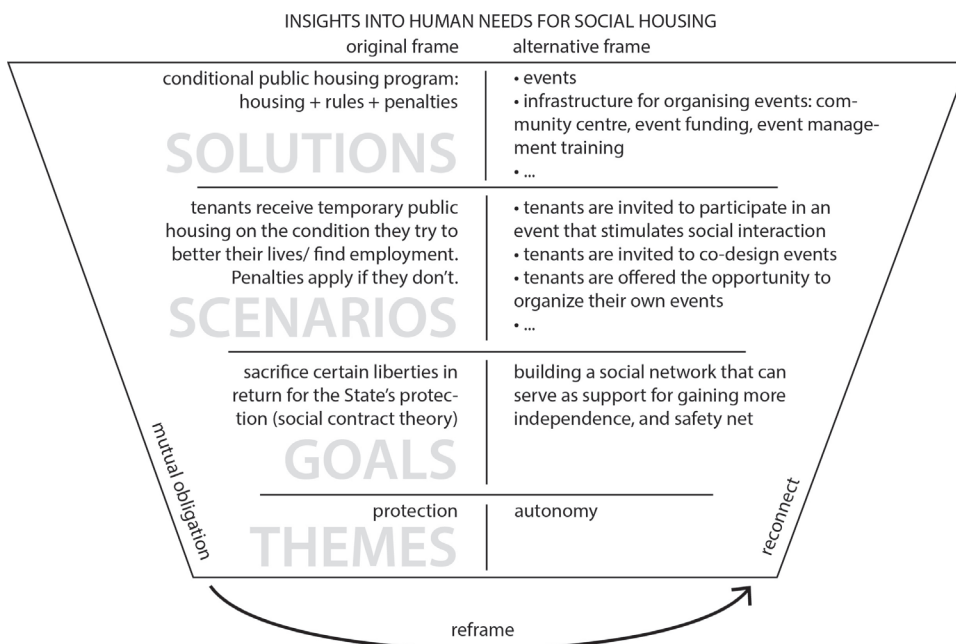 INSIGHTS INTO HUMAN NEEDS FOR SOCIAL HOUSING
original frame
alternative frame
conditional public housing program:
housing + rules + penalties
• events
• infrastructure for organising events: com-
munity centre, event funding, event manage-
ment training
• ...
SOLUTIONS
tenants receive temporary public
housing on the condition they try to
better their lives/ find employment.
Penalties apply if they don't.
• tenants are invited to participate in an
event that stimulates social interaction
• tenants are invited to co-design events
• tenants are offered the opportunity to
organize their own events
• ...
SCENARIOS
sacrifice certain liberties in
return for the State's protec-
tion (social contract theory)
building a social network that can
serve as support for gaining more
independence, and safety net
GOALS
protection
autonomy
THEMES
mutual obligation
reconnect
reframe